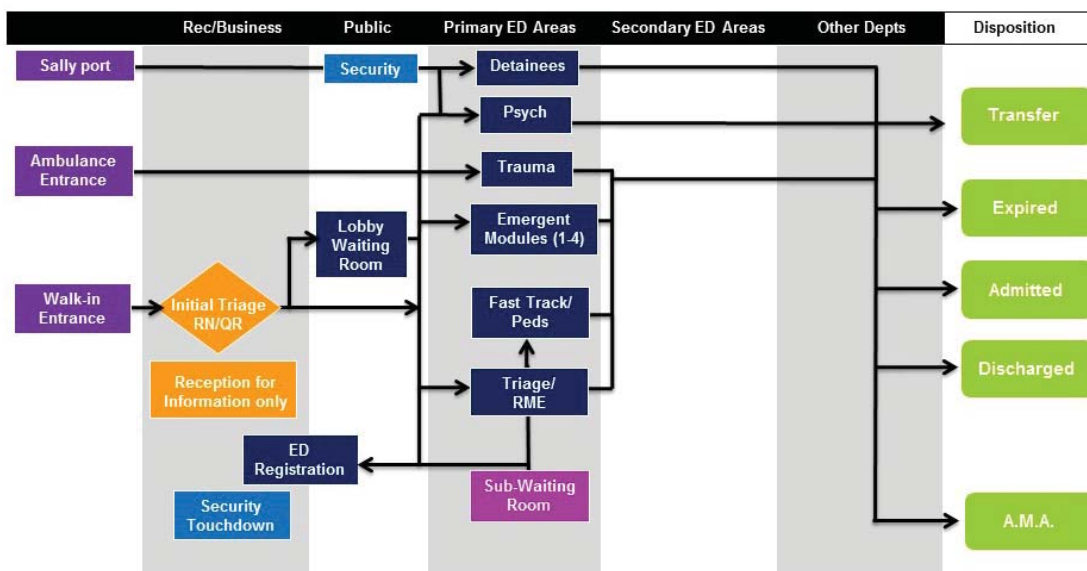 Rec/Business
Public
Primary ED Areas
Secondary ED Areas
Other Depts
Disposition
Sally port
Security
Detainees
Psych
Transfer
Ambulance
Entrance
Trauma
Expired
Lobby
Waiting
Room
Emergent
Modules (1-4)
Walk-in
Entrance
Initial Triage
RN/QR
Fast Track/
Peds
Admitted
Reception for
Information only
Triage/
RME
Discharged
ED
Registration
Sub-Waiting
Room
Security
Touchdown
A.M.A.